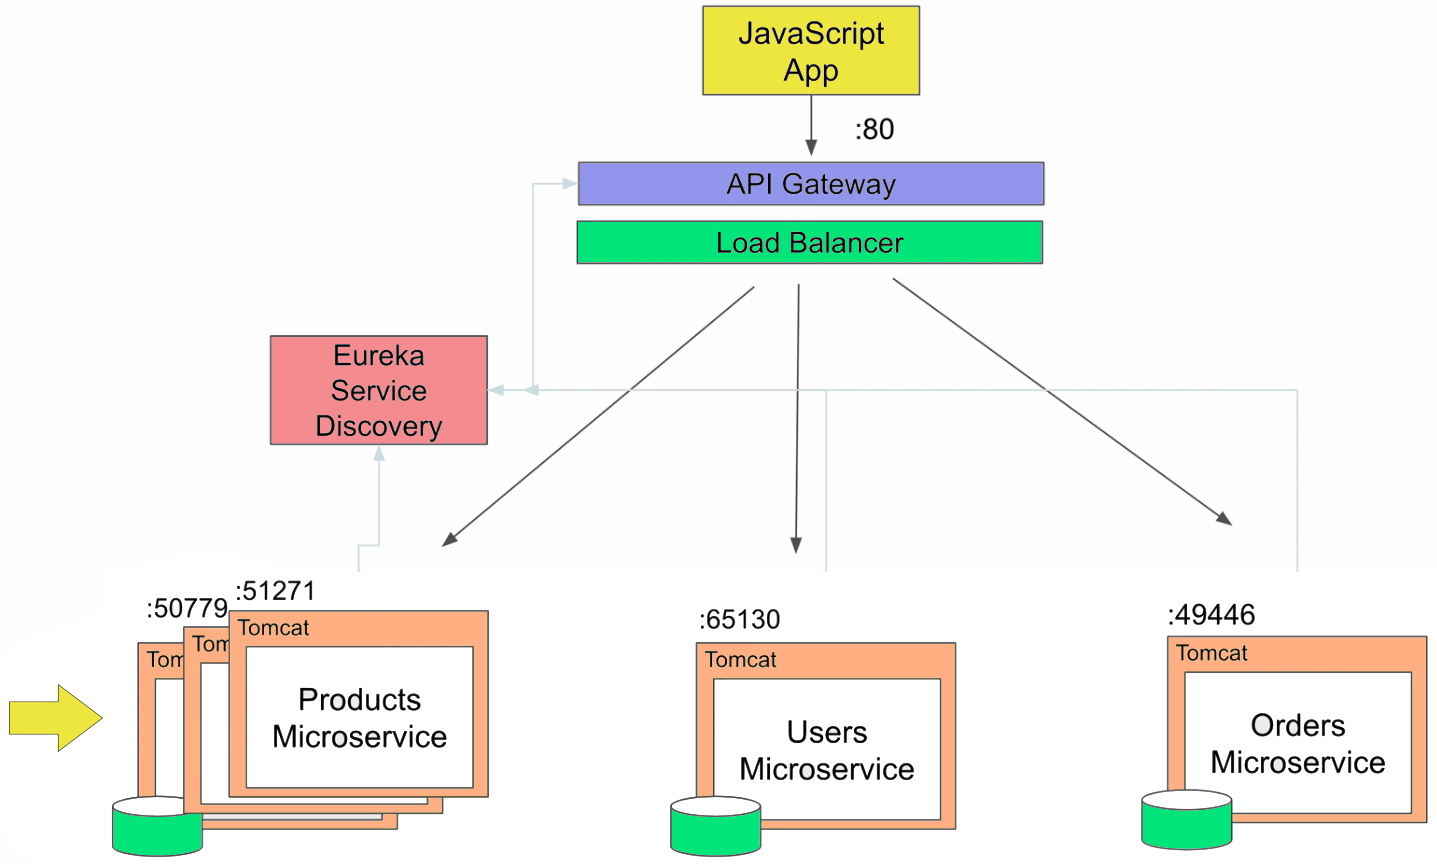 JavaScript
App
:80
API Gateway
Load Balancer
Eureka
Service
Discovery
:50779
:51271
Tom
Tom
Tomcat
Products
Microservice
:65130
Tomcat
Users
Microservice
:49446
Tomcat
Orders
Microservice